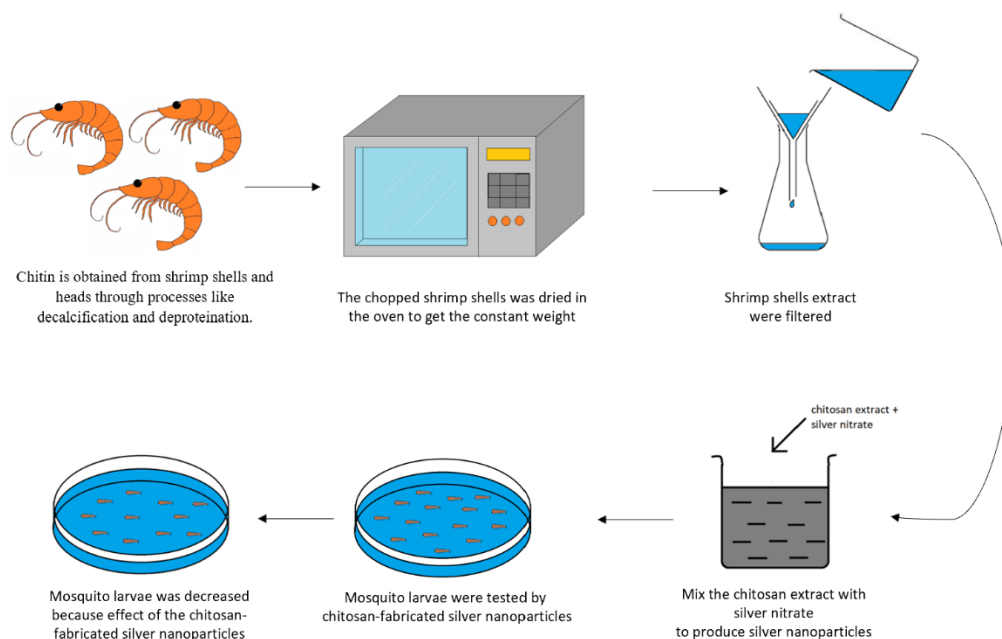 Chitin is obtained from shrimp shells and
heads through processes like
decalcification and deproteination.
The chopped shrimp shells was dried in
the oven to get the constant weight
Shrimp shells extract
were filtered
chitosan extract +
silver nitrate
Mix the chitosan extract with
silver nitrate
to produce silver nanoparticles
Mosquito larvae were tested by
chitosan-fabricated silver nanoparticles
Mosquito larvae was decreased
because effect of the chitosan-
fabricated silver nanoparticles